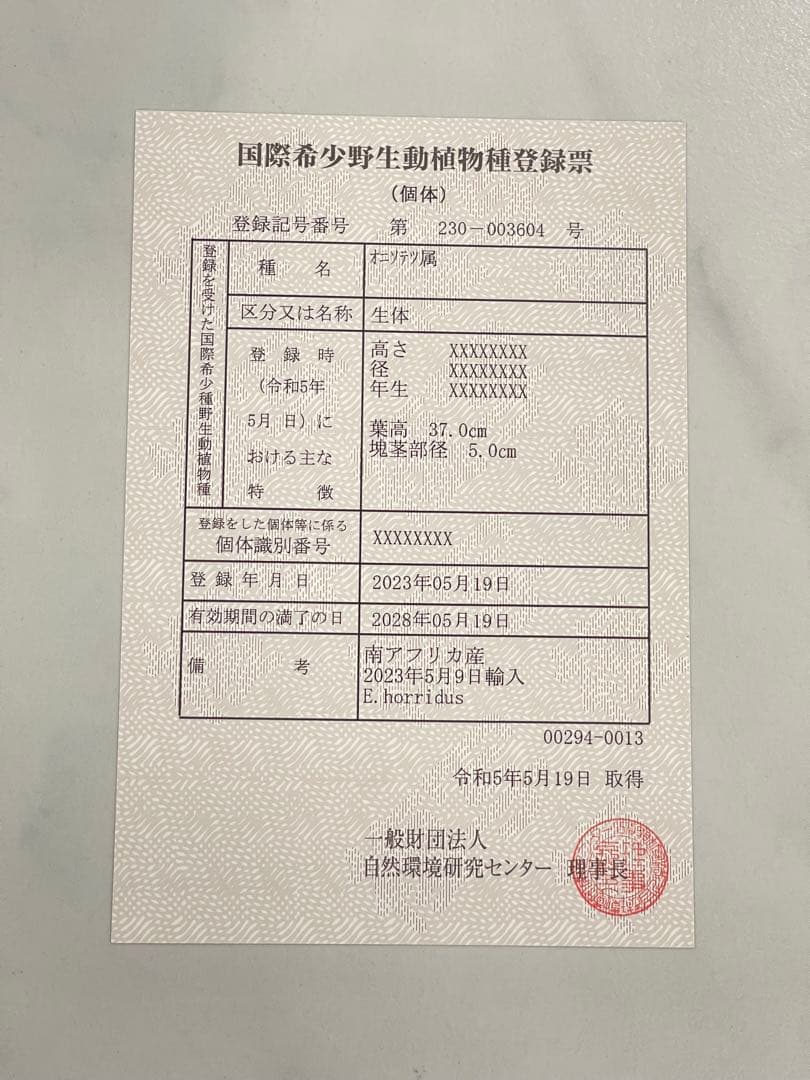 国際希少野生動植物種登録票
（個体）
登録記号番号 第 230－003604 号
登録を受けた国際希少種野生動植物種
種 名 ｵﾆｿﾃﾂ属
区分又は名称 生体
登 録 時
（令和5年
5月 日）に
おける主な
特 徴
高さ XXXXXXXX
径 XXXXXXXX
年生 XXXXXXXX
葉高 37.0cm
塊茎部径 5.0cm
登録をした個体等に係る
個体識別番号 XXXXXXXX
登 録 年 月 日 2023年05月19日
有効期間の満了の日 2028年05月19日
備 考
南アフリカ産
2023年5月9日輸入
E.horridus
00294-0013
令和5年5月19日 取得
一般財団法人
自然環境研究センター 理事長